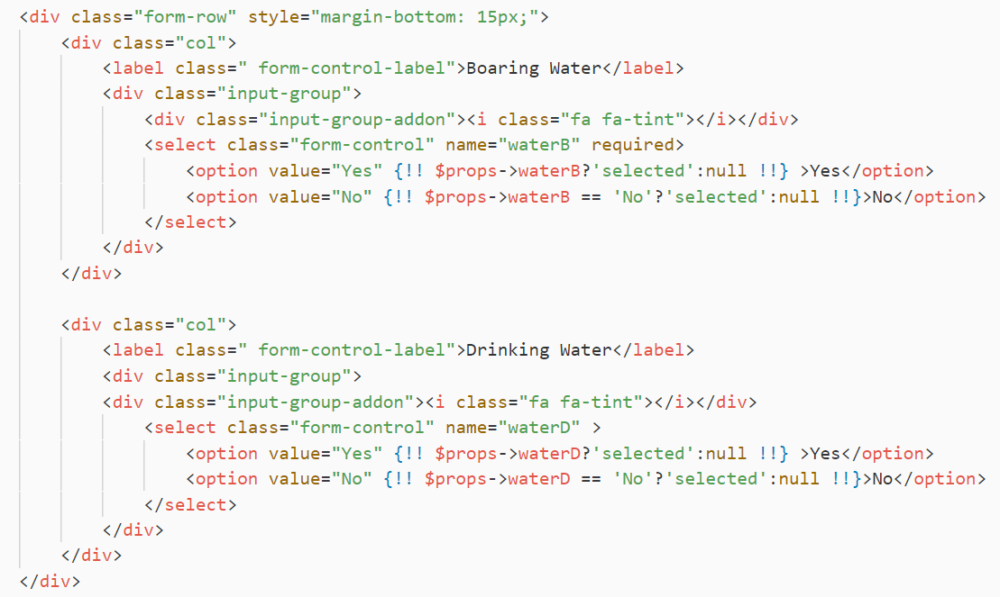 <div class="form-row" style="margin-bottom: 15px;">
    <div class="col">
        <label class=" form-control-label">Boaring Water</label>
        <div class="input-group">
            <div class="input-group-addon"><i class="fa fa-tint"></i></div>
            <select class="form-control" name="waterB" required>
                <option value="Yes" {!! $props->waterB?'selected':null !!} >Yes</option>
                <option value="No" {!! $props->waterB == 'No'?'selected':null !!}>No</option>
            </select>
        </div>
    </div>

    <div class="col">
        <label class=" form-control-label">Drinking Water</label>
        <div class="input-group">
        <div class="input-group-addon"><i class="fa fa-tint"></i></div>
            <select class="form-control" name="waterD" >
                <option value="Yes" {!! $props->waterD?'selected':null !!} >Yes</option>
                <option value="No" {!! $props->waterD == 'No'?'selected':null !!}>No</option>
            </select>
        </div>
    </div>
</div>